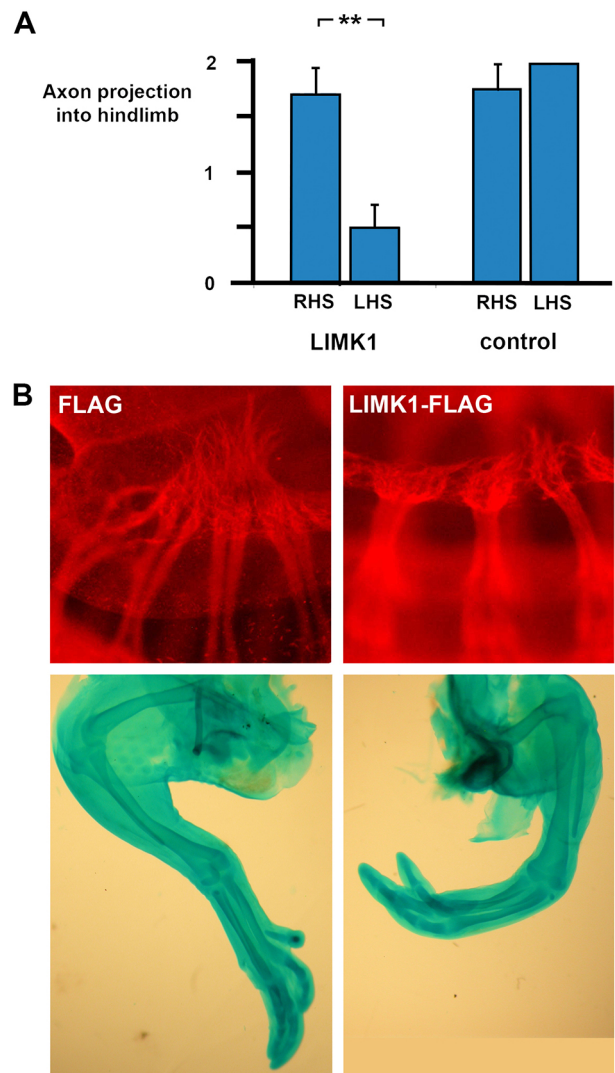 A
**
Axon projection
into hindlimb
2
1
0
RHS LHS RHS LHS
LIMK1 control
B
FLAG LIMK1-FLAG